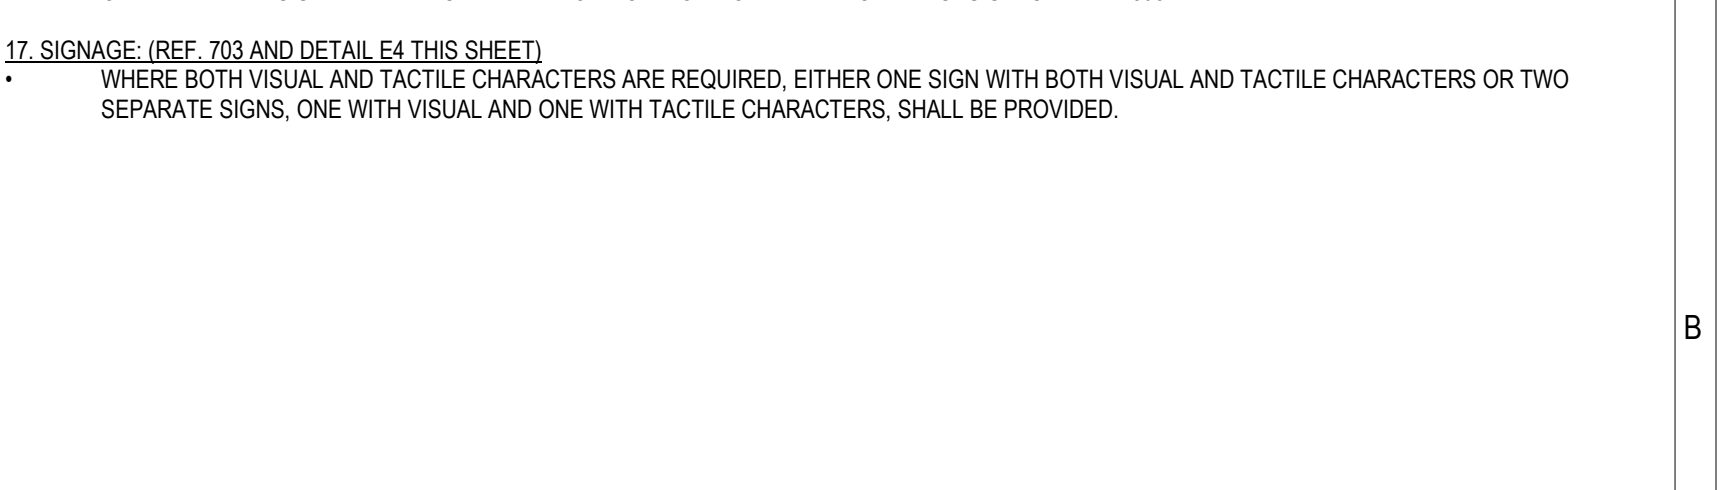 17. SIGNAGE: (REF. 703 AND DETAIL E4 THIS SHEET)
• WHERE BOTH VISUAL AND TACTILE CHARACTERS ARE REQUIRED, EITHER ONE SIGN WITH BOTH VISUAL AND TACTILE CHARACTERS OR TWO
SEPARATE SIGNS, ONE WITH VISUAL AND ONE WITH TACTILE CHARACTERS, SHALL BE PROVIDED.
B